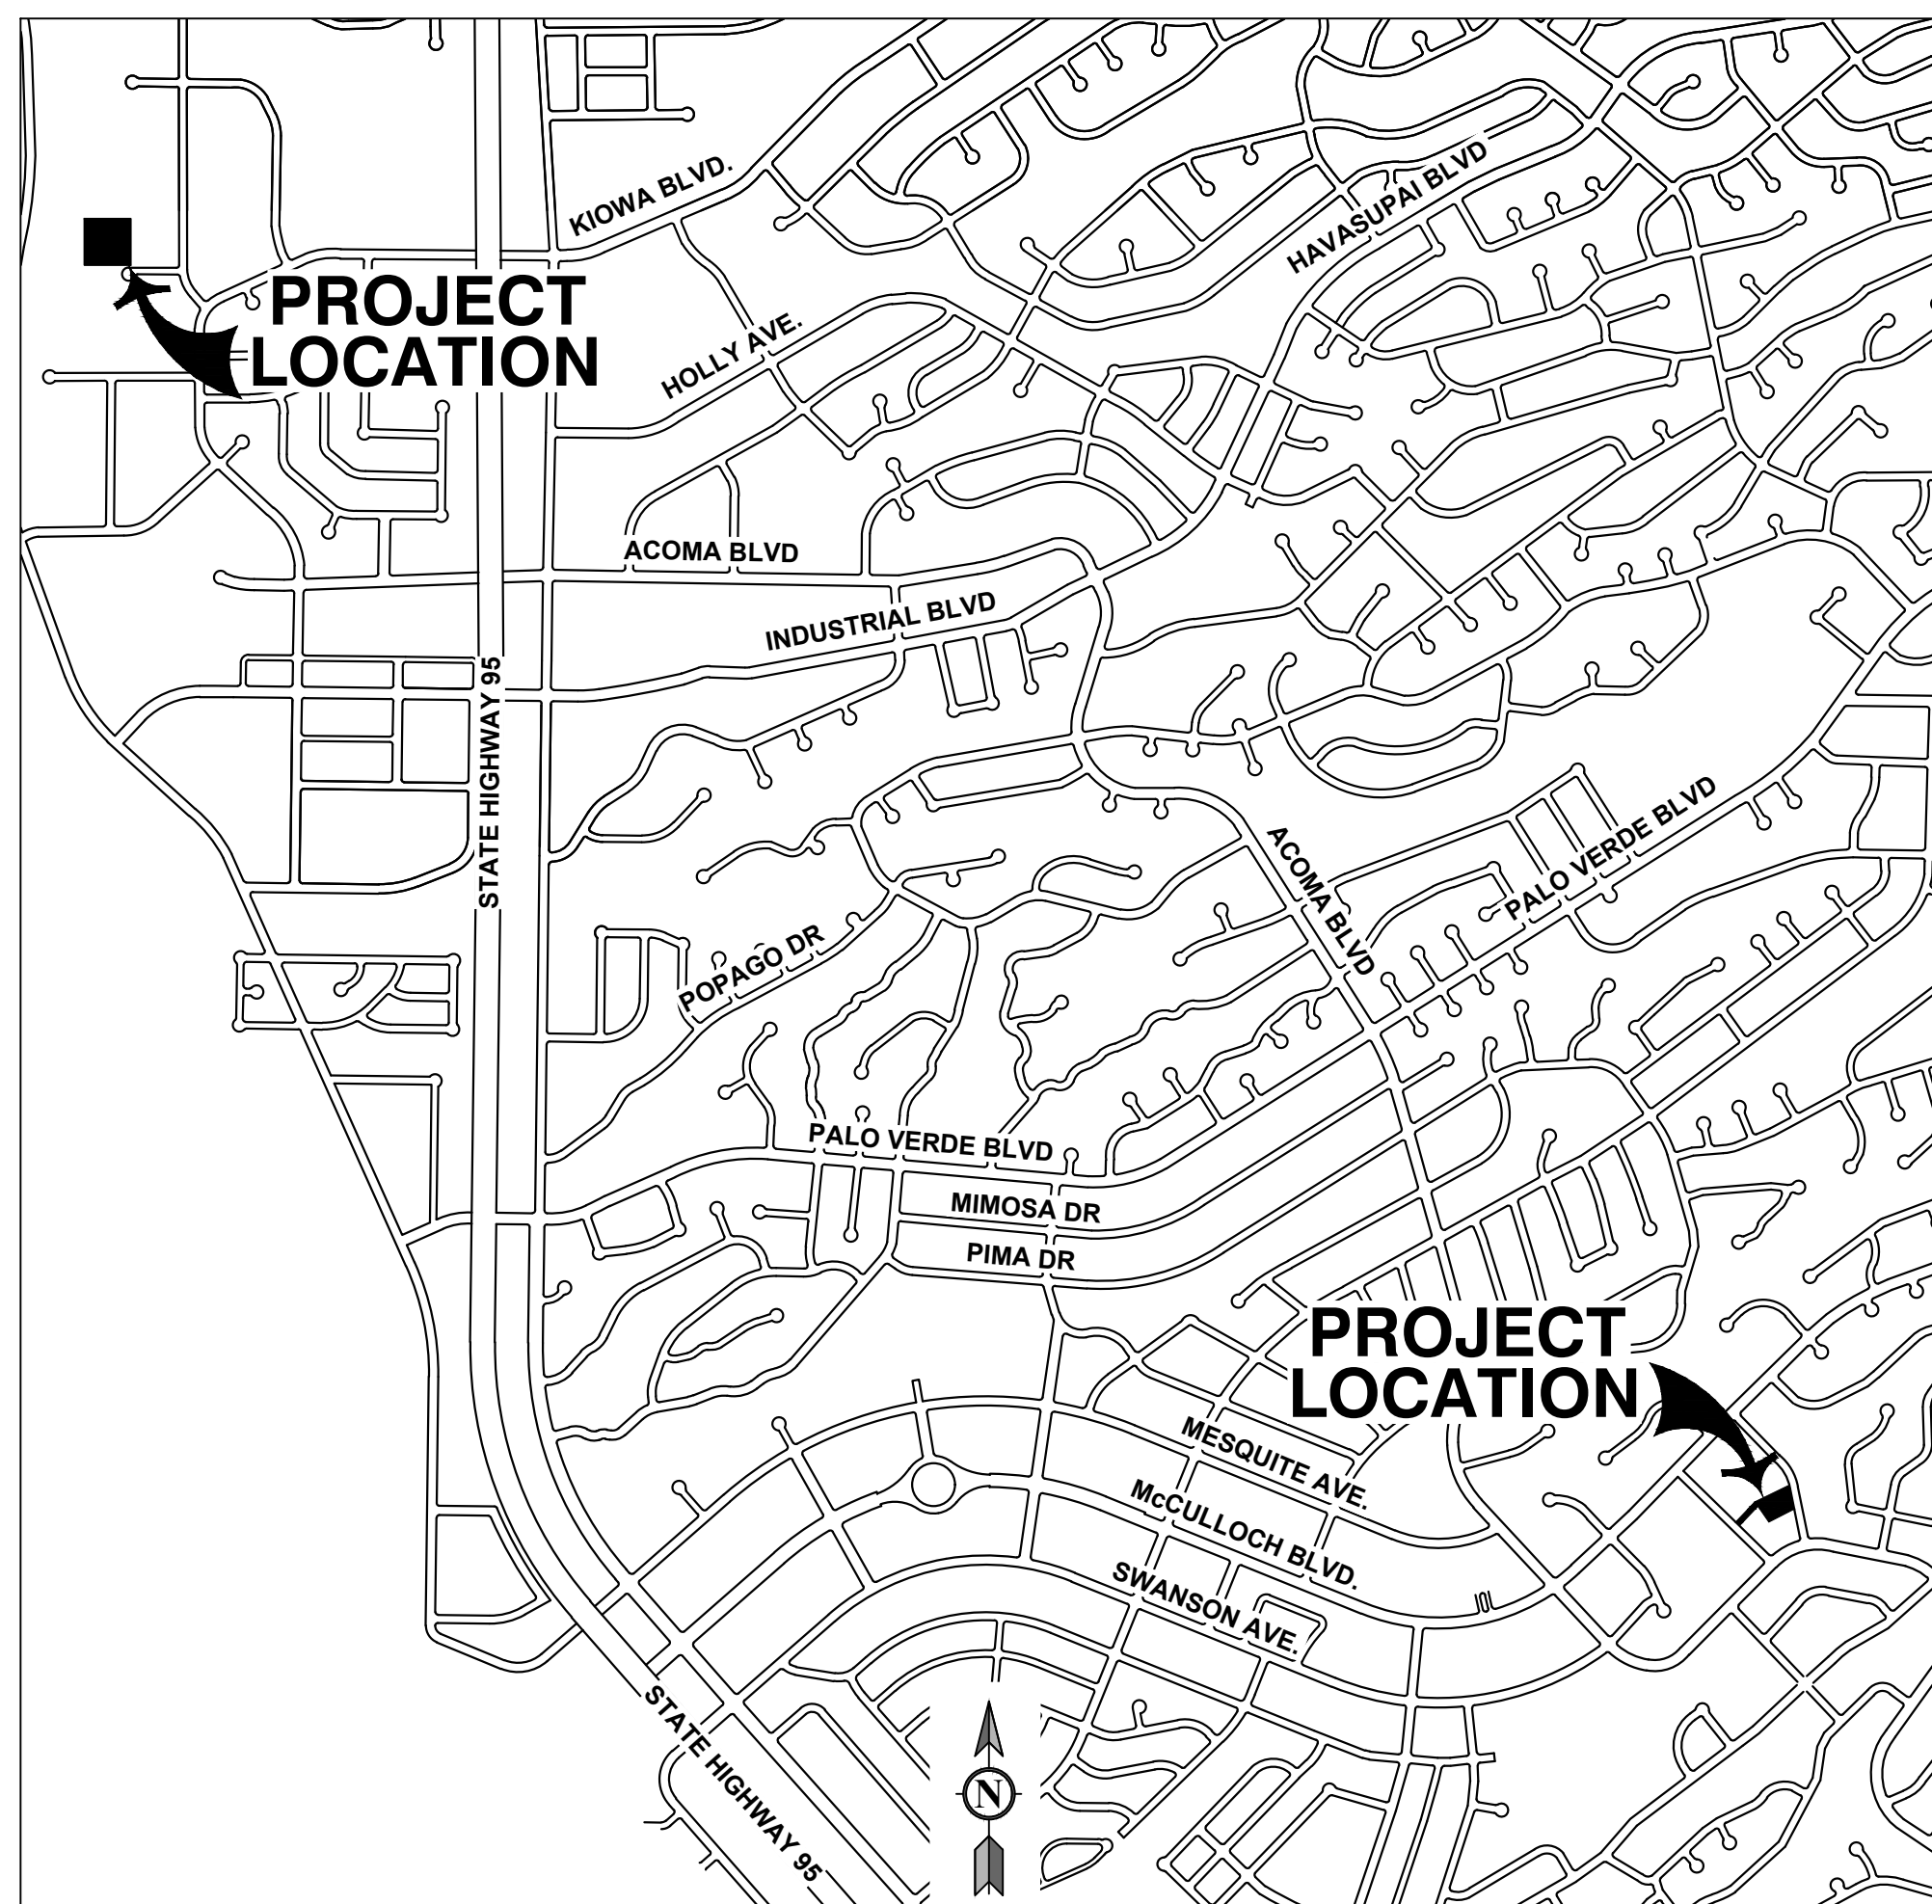 KIOWA BLVD.
HAVASUPAI BLVD
PROJECT
LOCATION
HOLLY AVE.
ACOMA BLVD
INDUSTRIAL BLVD
STATE HIGHWAY 95
PALO VERDE BLVD
ACOMA BLVD
POPAGO DR
PALO VERDE BLVD
MIMOSA DR
PIMA DR
PROJECT
LOCATION
MESQUITE AVE.
McCULLOCH BLVD.
SWANSON AVE.
STATE HIGHWAY 95
N